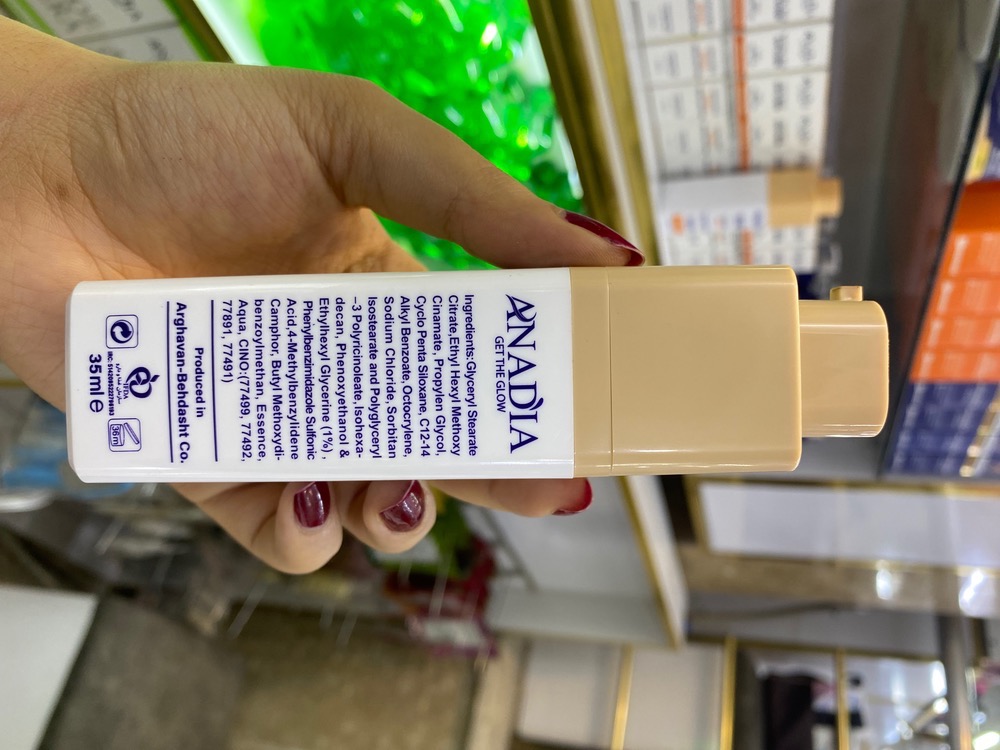 ANADIA
GET THE GLOW
Ingredients:Glyceryl Stearate
Citrate,Ethyl Hexyl Methoxy
Cinamate, Propylen Glycol,
Cyclo Penta Siloxane, C12-14
Alkyl Benzoate, Octocrylene,
Sodium Chloride, Sorbitan
Isostearate and Polyglyceryl
–3 Polyricinoleate, Isohexa-
decan, Phenoxyethanol &
Ethylhexyl Glycerine (1%) ,
Phenylbenzimidazole Sulfonic
Acid,4-Methylbenzylidene
Camphor, Butyl Methoxydi-
benzoylmethan, Essence,
Aqua, CINO:(77499, 77492,
77891, 77491)
Produced in
Arghavan-Behdasht Co.
36m
35ml e